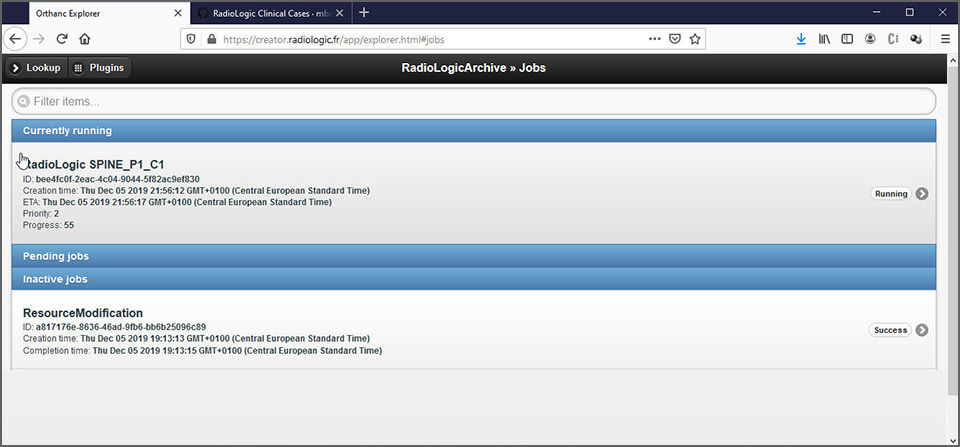 Orthanc Explorer
RadioLogic Clinical Cases - mb
https://creator.radiologic.fr/app/explorer.html#jobs
Lookup
Plugins
RadioLogicArchive » Jobs
Filter items...
Currently running
RadioLogic SPINE_P1_C1
ID: bee4fc0f-2eac-4c04-9044-5f82ac9ef830
Creation time: Thu Dec 05 2019 21:56:12 GMT+0100 (Central European Standard Time)
ETA: Thu Dec 05 2019 21:56:17 GMT+0100 (Central European Standard Time)
Priority: 2
Progress: 55
Running
Pending jobs
Inactive jobs
ResourceModification
ID: a817176e-8636-46ad-9fb6-bb6b25096c89
Creation time: Thu Dec 05 2019 19:13:13 GMT+0100 (Central European Standard Time)
Completion time: Thu Dec 05 2019 19:13:15 GMT+0100 (Central European Standard Time)
Success